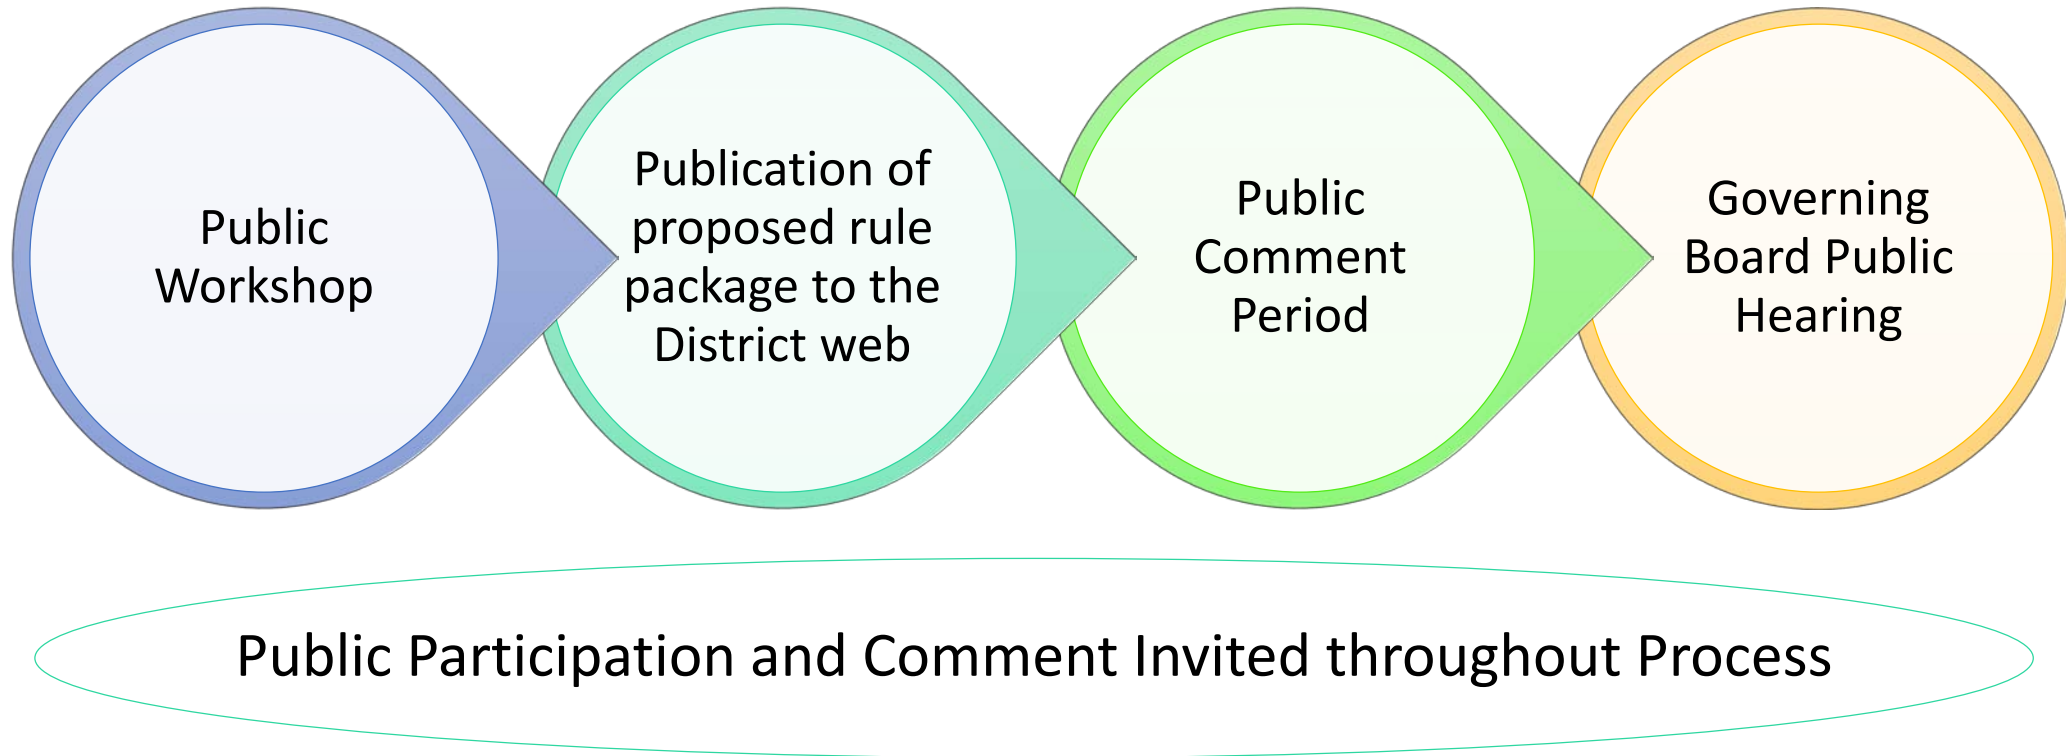 Public
Workshop
Publication of
proposed rule
package to the
District web
Public
Comment
Period
Governing
Board Public
Hearing
Public Participation and Comment Invited throughout Process